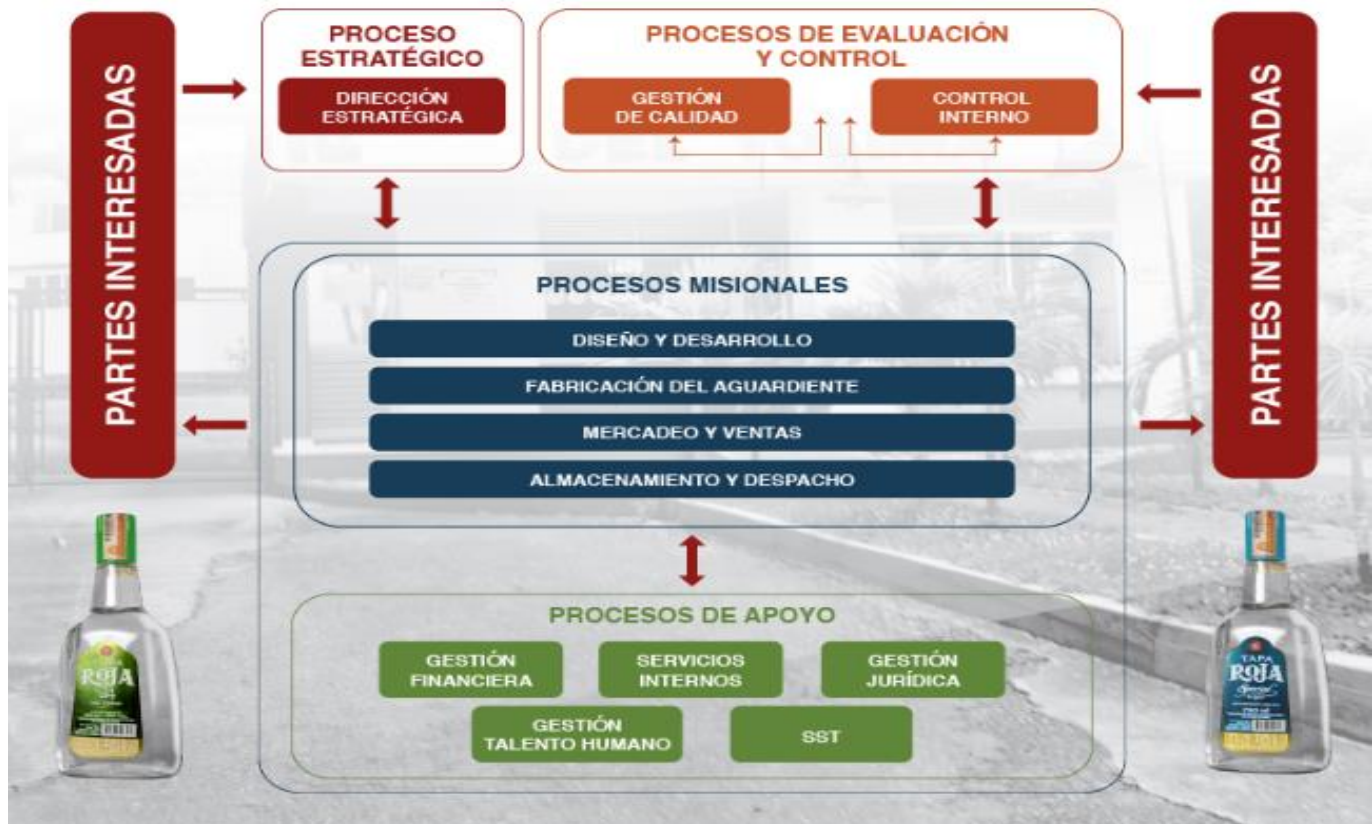 PARTES INTERESADAS
PROCESO
ESTRATÉGICO
DIRECCIÓN
ESTRATÉGICA
PROCESOS DE EVALUACIÓN
Y CONTROL
GESTIÓN
DE CALIDAD
CONTROL
INTERNO
PARTES INTERESADAS
PROCESOS MISIONALES
DISEÑO Y DESARROLLO
FABRICACIÓN DEL AGUARDIENTE
MERCADEO Y VENTAS
ALMACENAMIENTO Y DESPACHO
PROCESOS DE APOYO
GESTIÓN
FINANCIERA
SERVICIOS
INTERNOS
GESTIÓN
JURÍDICA
GESTIÓN
TALENTO HUMANO
SST
ROJA
TAPA
ROJA
Special